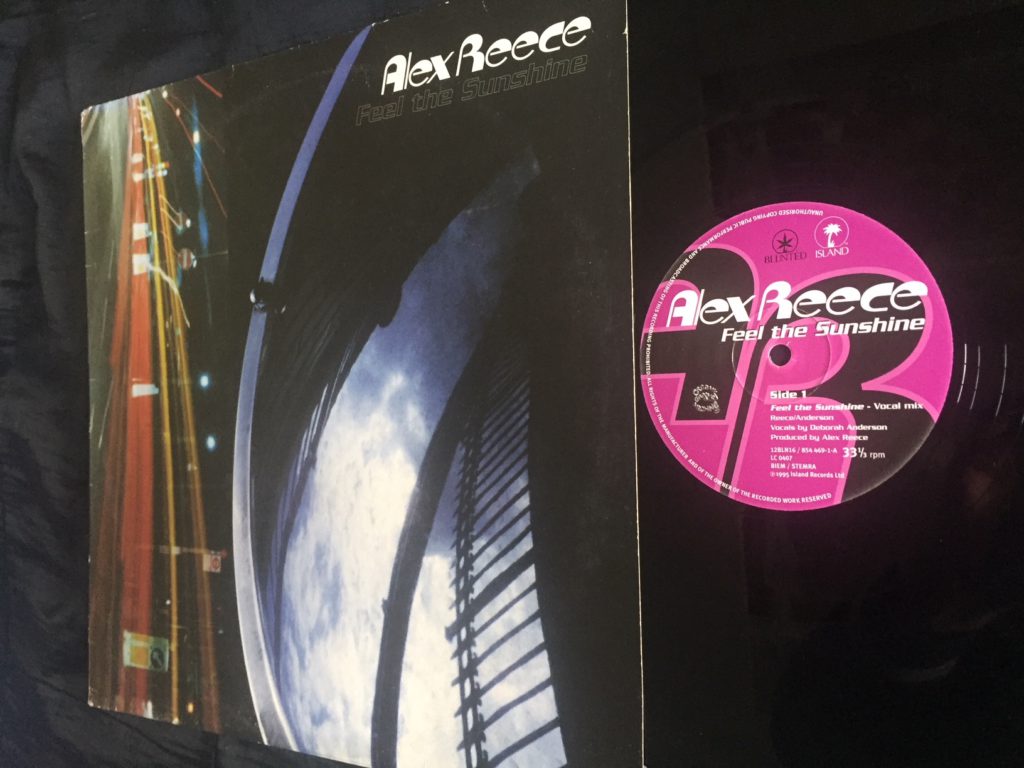 Alex Reece
Feel the Sunshine
UNAUTHORISED COPYING PUBLIC PERFORMANCE AND BROADCASTING OF THIS RECORDING PROHIBITED. ALL RIGHTS OF THE MANUFACTURER AND OF THE OWNER OF THE RECORDED WORK RESERVED
BLUNTED
ISLAND
Alex Reece
Feel the Sunshine
Side 1
Feel the Sunshine - Vocal mix
Reece/Anderson
Vocals by Deborah Anderson
Produced by Alex Reece
12BLN16 / 854 469-1-A 33⅓ rpm
LC 0407
BIEM / STEMRA
℗1995 Island Records Ltd